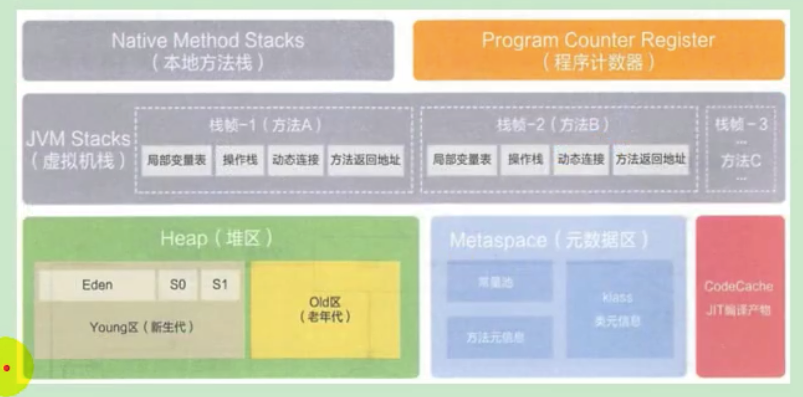 Native Method Stacks
（本地方法栈）
Program Counter Register
（程序计数器）
JVM Stacks
（虚拟机栈）
栈帧-1（方法A）
局部变量表
操作栈
动态连接
方法返回地址
栈帧-2（方法B）
局部变量表
操作栈
动态连接
方法返回地址
栈帧-3
...
方法C
...
Heap（堆区）
Eden
S0
S1
Young区（新生代）
Old区
（老年代）
Metaspace（元数据区）
常量池
方法元信息
klass
类元信息
CodeCache
JIT编译产物